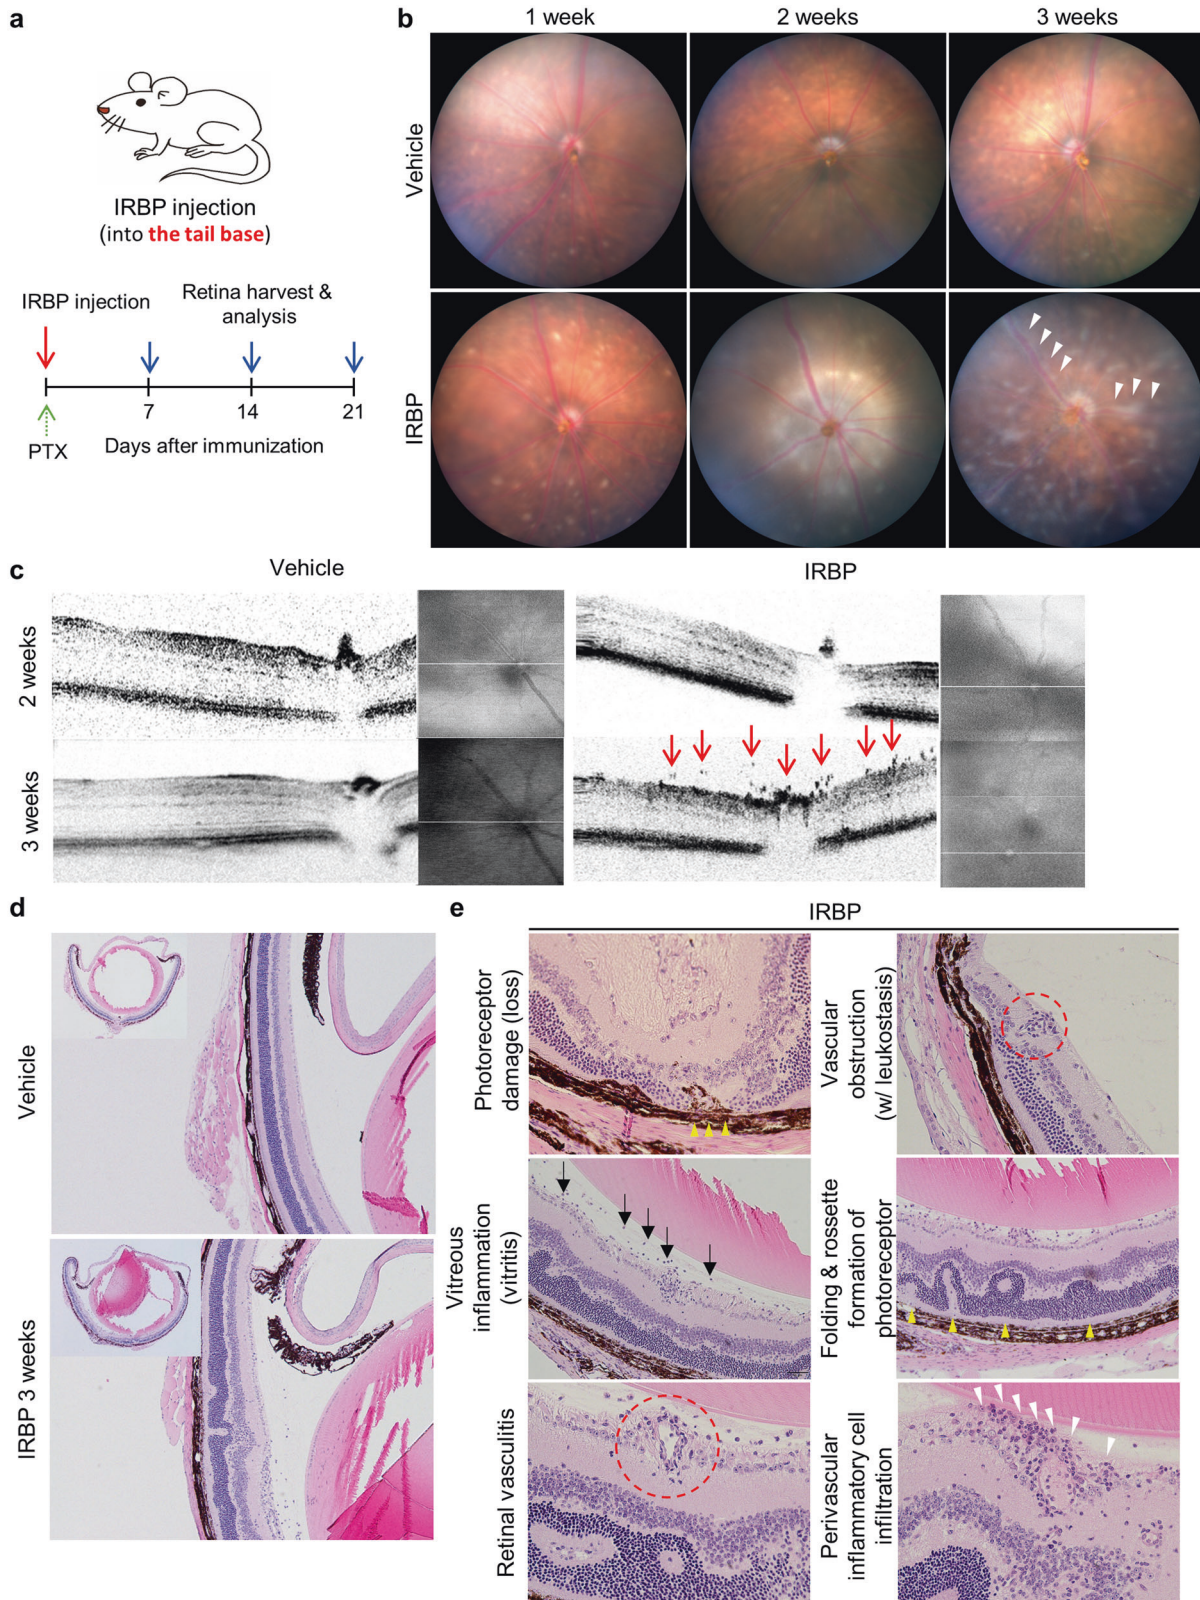 a
IRBP injection
(into the tail base)
IRBP injection
Retina harvest &
analysis
7
14
21
PTX
Days after immunization
b
1 week
2 weeks
3 weeks
Vehicle
IRBP
c
Vehicle
IRBP
2 weeks
3 weeks
d
Vehicle
IRBP 3 weeks
e
IRBP
Photoreceptor
damage (loss)
Vascular
obstruction
(w/ leukostasis)
Vitreous
inflammation
(vitritis)
Folding & rossette
formation of
photoreceptor
Retinal vasculitis
Perivascular
inflammatory cell
infiltration